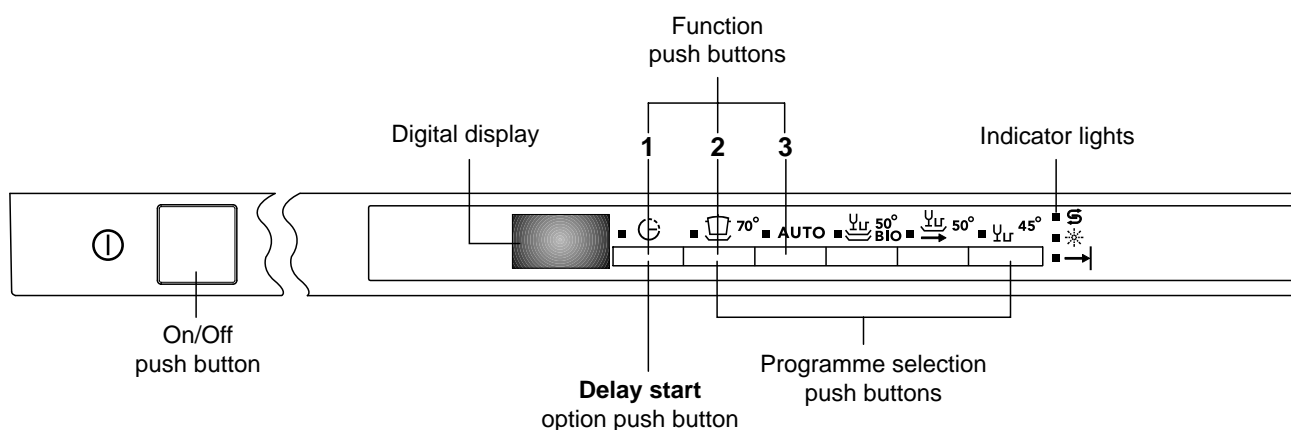 Function
push buttons
Digital display
1 2 3
Indicator lights
70° AUTO 50° BIO 50° 45°
On/Off
push button
Delay start
option push button
Programme selection
push buttons